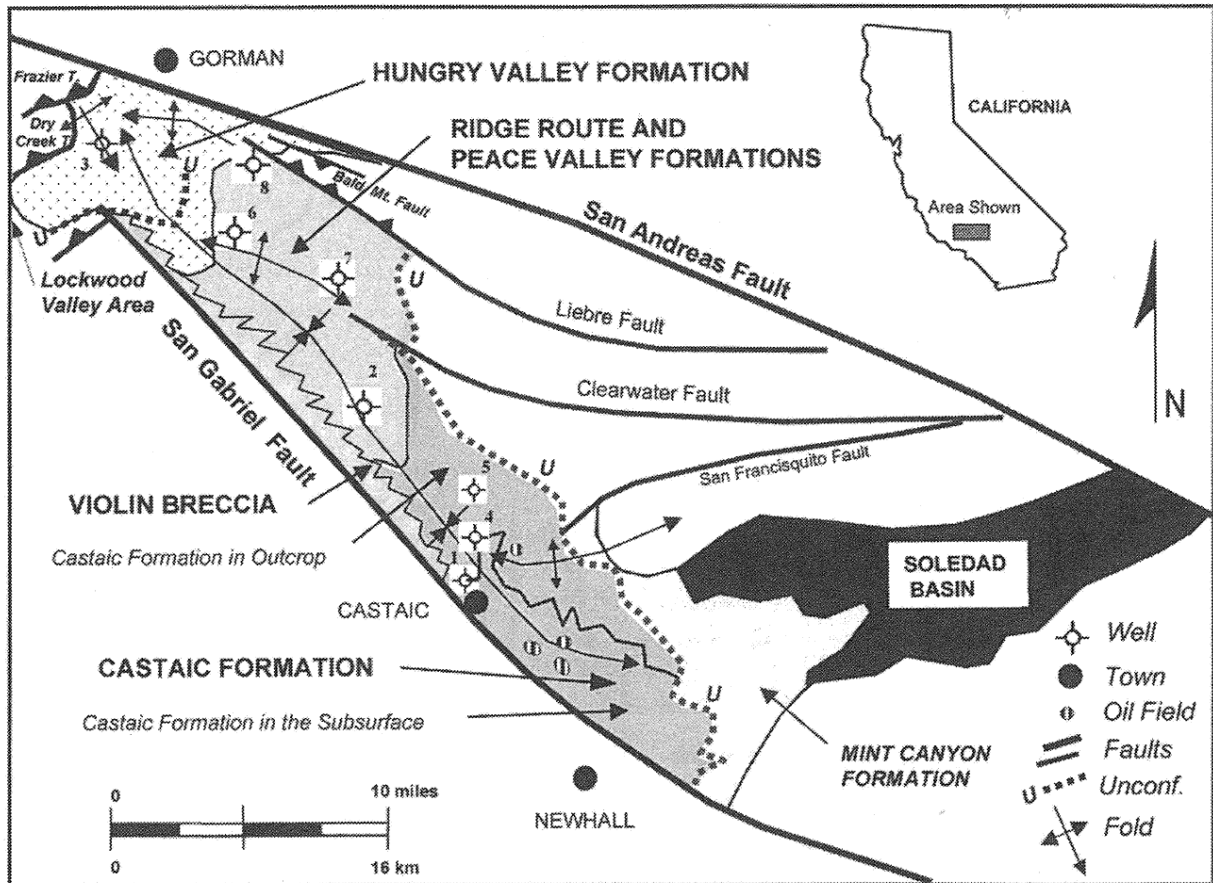 GORMAN
Frazier T.
HUNGRY VALLEY FORMATION
CALIFORNIA
Dry
Creek T.
3
RIDGE ROUTE AND
PEACE VALLEY FORMATIONS
U
8
Bald Mt. Fault
San Andreas Fault
Area Shown
6
U
Lockwood
Valley Area
7
U
Liebre Fault
San Gabriel Fault
2
Clearwater Fault
N
VIOLIN BRECCIA
5
U
San Francisquito Fault
Castaic Formation in Outcrop
4
1
SOLEDAD
BASIN
CASTAIC
Well
CASTAIC FORMATION
Town
U
Oil Field
Castaic Formation in the Subsurface
MINT CANYON
FORMATION
Faults
U Unconf.
0 10 miles
NEWHALL
Fold
0 16 km